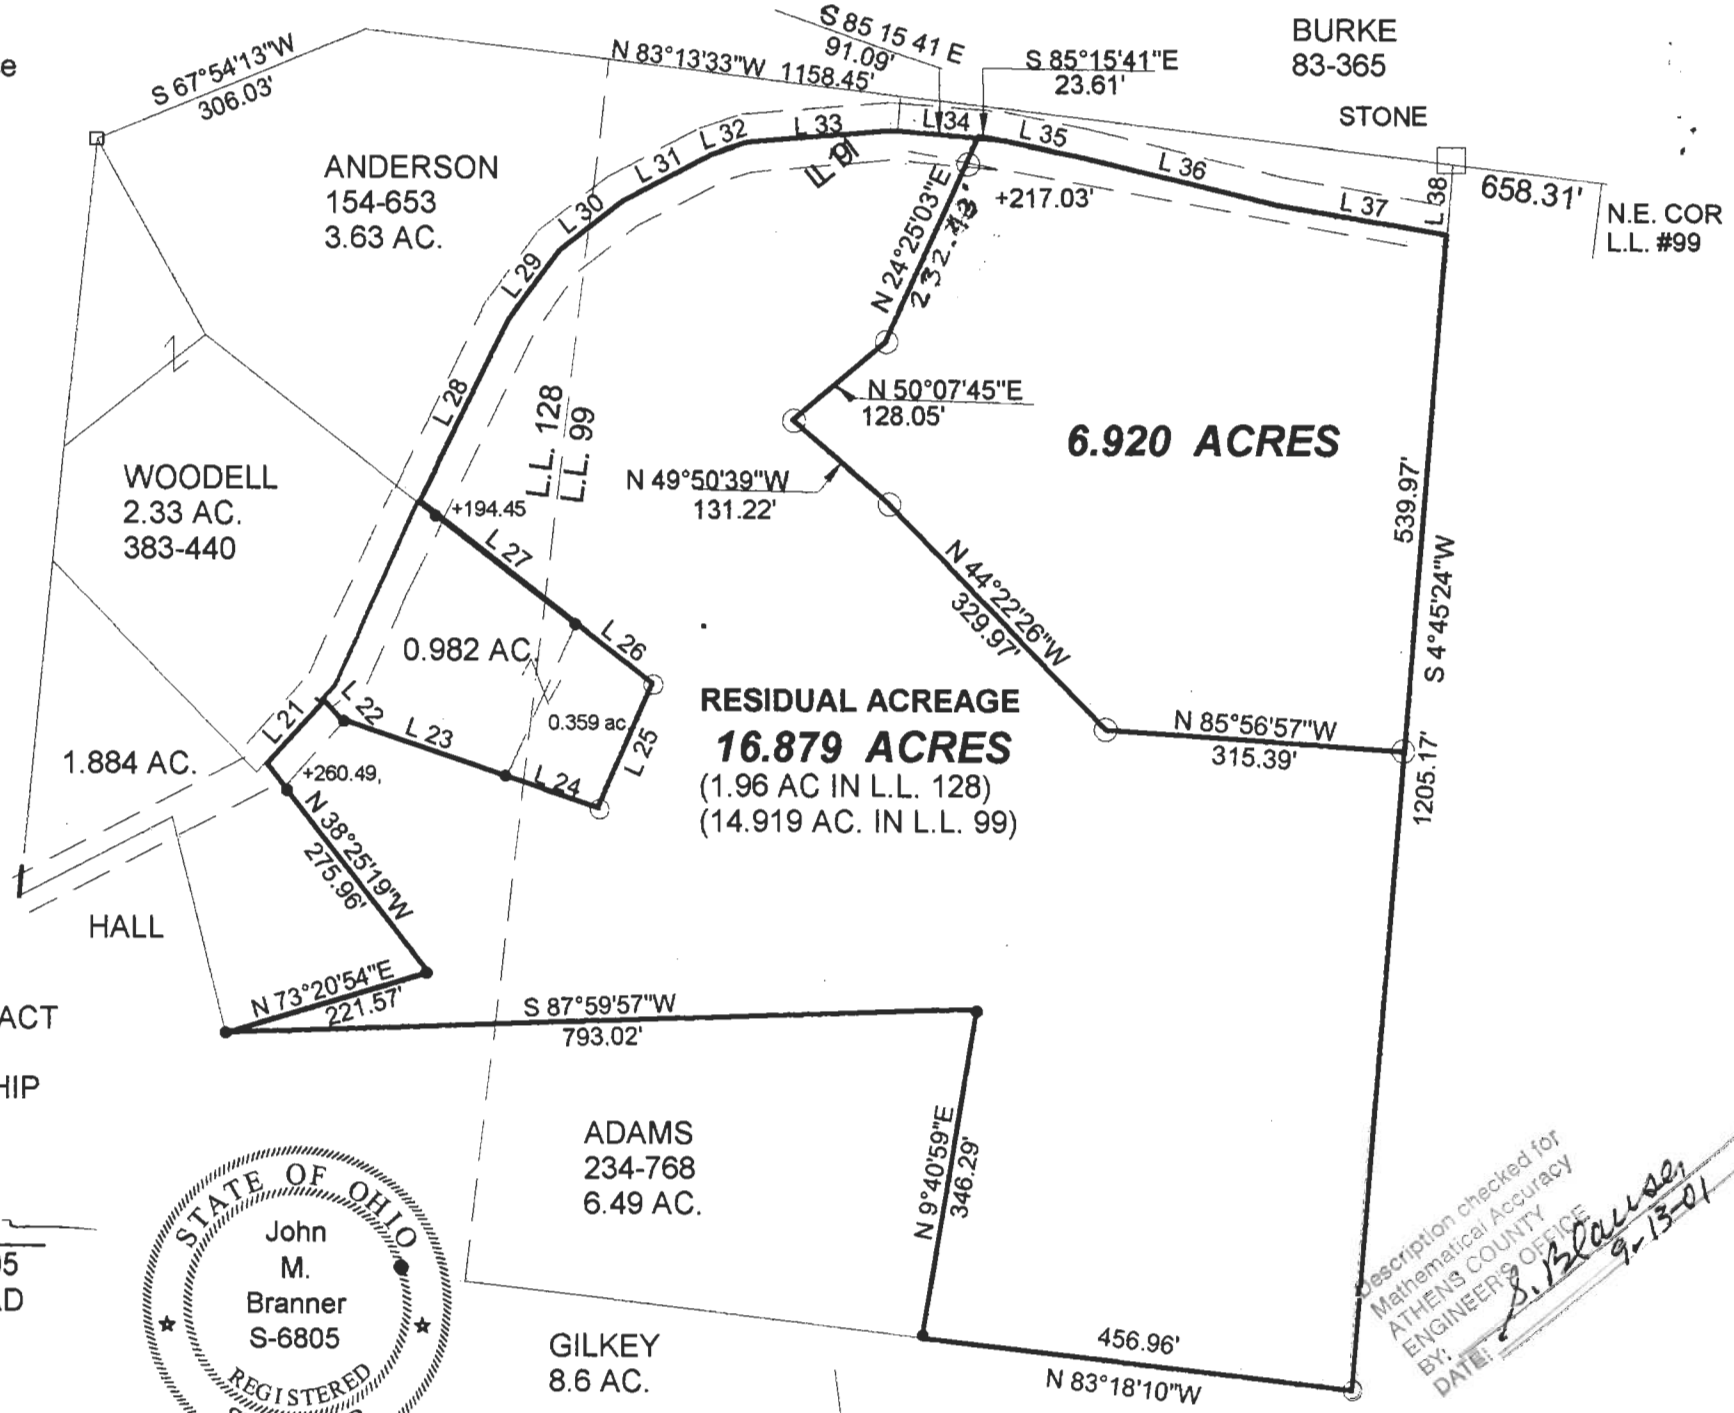 e
S 67°54'13"W
306.03'
N 83°13'33"W 1158.45'
S 85 15 41 E
91.09'
S 85°15'41"E
23.61'
BURKE
83-365
STONE
658.31'
N.E. COR
L.L. #99
ANDERSON
154-653
3.63 AC.
L 28
L 29
L 30
L 31
L 32
L 33
L 34
L 35
L 36
L 37
L 38
+217.03'
N 24°25'03"E
232.43'
N 50°07'45"E
128.05'
N 49°50'39"W
131.22'
6.920 ACRES
539.97'
S 4°45'24"W
1205.17'
N 44°22'26"W
329.97'
N 85°56'57"W
315.39'
L.L. 128
L.L. 99
WOODELL
2.33 AC.
383-440
+194.45
L 27
L 26
0.982 AC.
0.359 ac.
L 25
L 24
L 23
L 22
L 21
1.884 AC.
+260.49,
RESIDUAL ACREAGE
16.879 ACRES
(1.96 AC IN L.L. 128)
(14.919 AC. IN L.L. 99)
N 38°25'19"W
275.96'
HALL
N 73°20'54"E
221.57'
S 87°59'57"W
793.02'
ACT
HIP
ADAMS
234-768
6.49 AC.
N 9°40'59"E
346.29'
GILKEY
8.6 AC.
456.96'
N 83°18'10"W
STATE OF OHIO
John
M.
Branner
S-6805
REGISTERED
Description checked for
Mathematical Accuracy
ATHENS COUNTY
ENGINEER'S OFFICE
BY:
DATE: 9-13-01